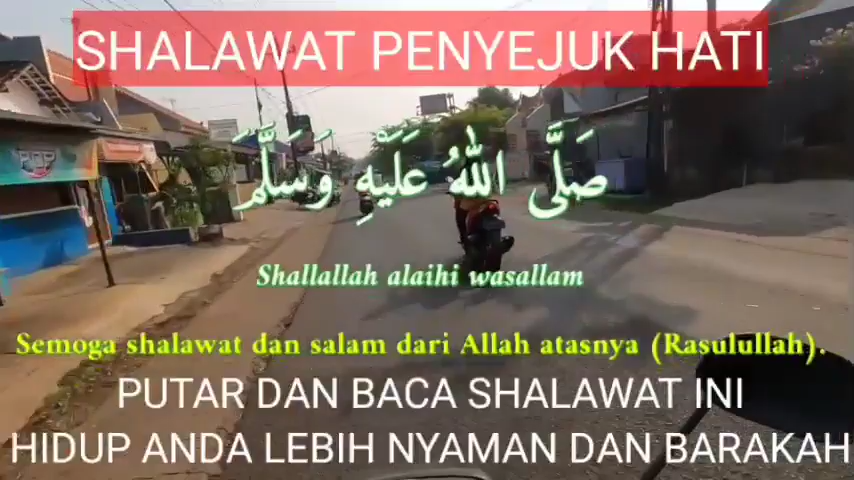 SHALAWAT PENYEJUK HATI
صَلَّى اللهُ عَلَيْهِ وَسَلَّمَ
Shallallah alaihi wasallam
Semoga shalawat dan salam dari Allah atasnya (Rasulullah).
PUTAR DAN BACA SHALAWAT INI
HIDUP ANDA LEBIH NYAMAN DAN BARAKAH